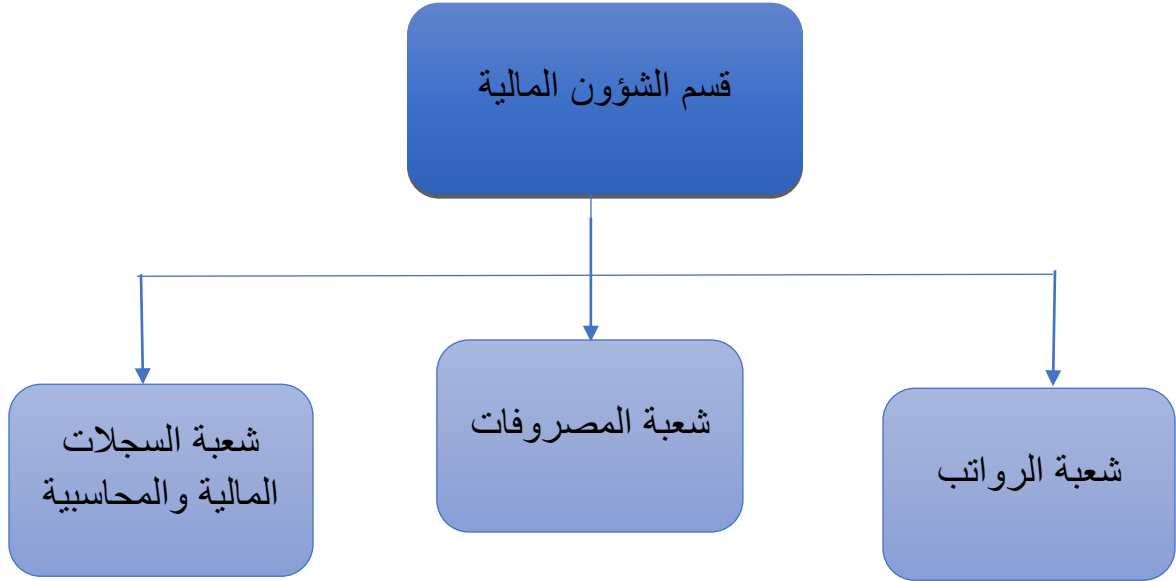 قسم الشؤون المالية
شعبة الرواتب
شعبة المصروفات
شعبة السجلات
المالية والمحاسبية